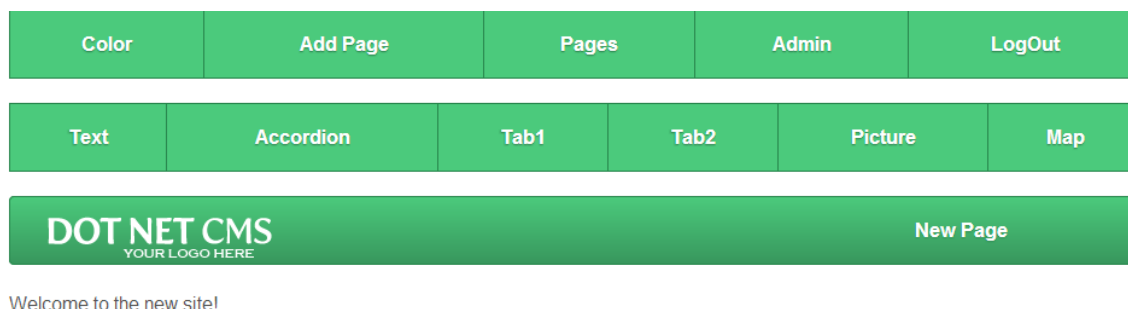 Color Add Page Pages Admin LogOut
Text Accordion Tab1 Tab2 Picture Map
DOT NET CMS New Page
YOUR LOGO HERE
Welcome to the new site!